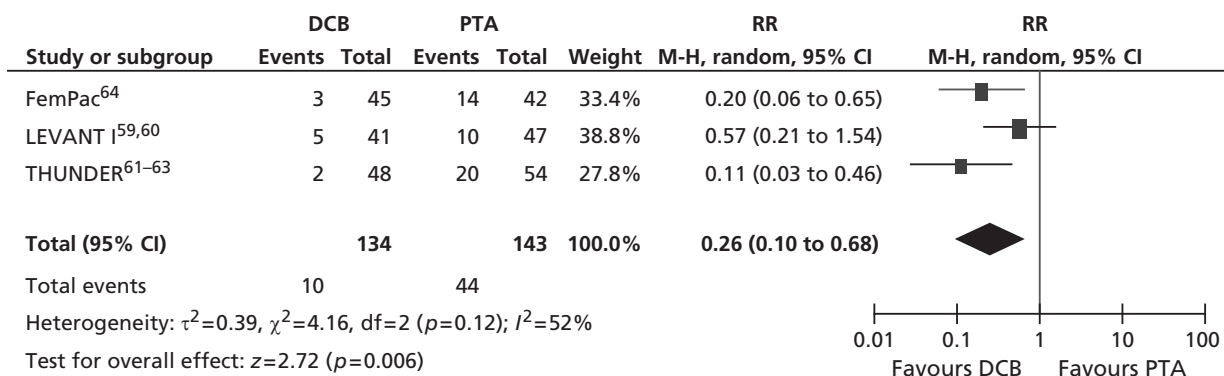 DCB PTA RR RR
Study or subgroup Events Total Events Total Weight M-H, random, 95% CI M-H, random, 95% CI
FemPac64 3 45 14 42 33.4% 0.20 (0.06 to 0.65)
LEVANT I59,60 5 41 10 47 38.8% 0.57 (0.21 to 1.54)
THUNDER61–63 2 48 20 54 27.8% 0.11 (0.03 to 0.46)
Total (95% CI) 134 143 100.0% 0.26 (0.10 to 0.68)
Total events 10 44
Heterogeneity: τ2=0.39, χ2=4.16, df=2 (p=0.12); I2=52%
Test for overall effect: z=2.72 (p=0.006)
0.01 0.1 1 10 100
Favours DCB Favours PTA